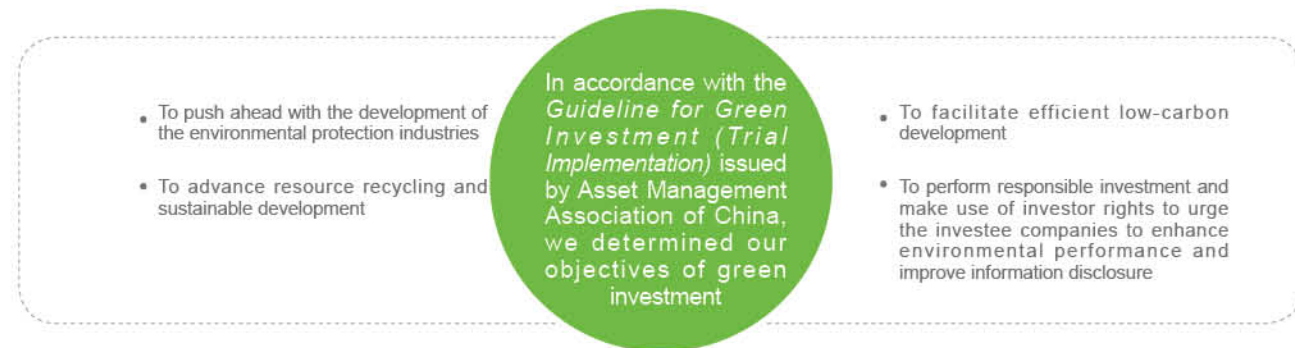 To push ahead with the development of
the environmental protection industries
To advance resource recycling and
sustainable development
In accordance with the
Guideline for Green
Investment (Trial
Implementation) issued
by Asset Management
Association of China,
we determined our
objectives of green
investment
To facilitate efficient low-carbon
development
To perform responsible investment and
make use of investor rights to urge
the investee companies to enhance
environmental performance and
improve information disclosure